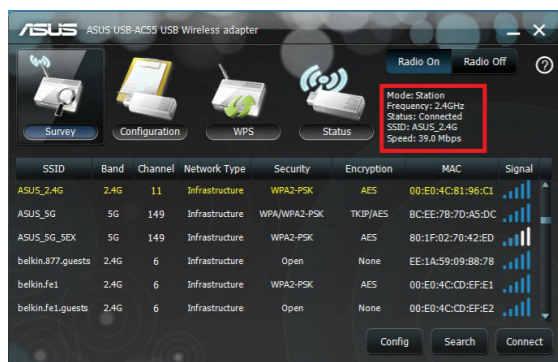 ASUS ASUS USB-AC55 USB Wireless adapter
Radio On Radio Off
Mode: Station
Frequency: 2.4GHz
Status: Connected
SSID: ASUS_2.4G
Speed: 39.0 Mbps
Survey Configuration WPS Status
SSID Band Channel Network Type Security Encryption MAC Signal
ASUS_2.4G 2.4G 11 Infrastructure WPA2-PSK AES 00:E0:4C:81:96:C1
ASUS_5G 5G 149 Infrastructure WPA/WPA2-PSK TKIP/AES BC:EE:7B:7D:A5:DC
ASUS_5G_5EX 5G 149 Infrastructure WPA2-PSK AES 80:1F:02:70:42:ED
belkin.877.guests 2.4G 6 Infrastructure Open None EE:1A:59:09:B8:78
belkin.fe1 2.4G 6 Infrastructure WPA2-PSK AES 00:E0:4C:CD:EF:E1
belkin.fe1.guests 2.4G 6 Infrastructure Open None 00:E0:4C:CD:EF:E2
Config Search Connect